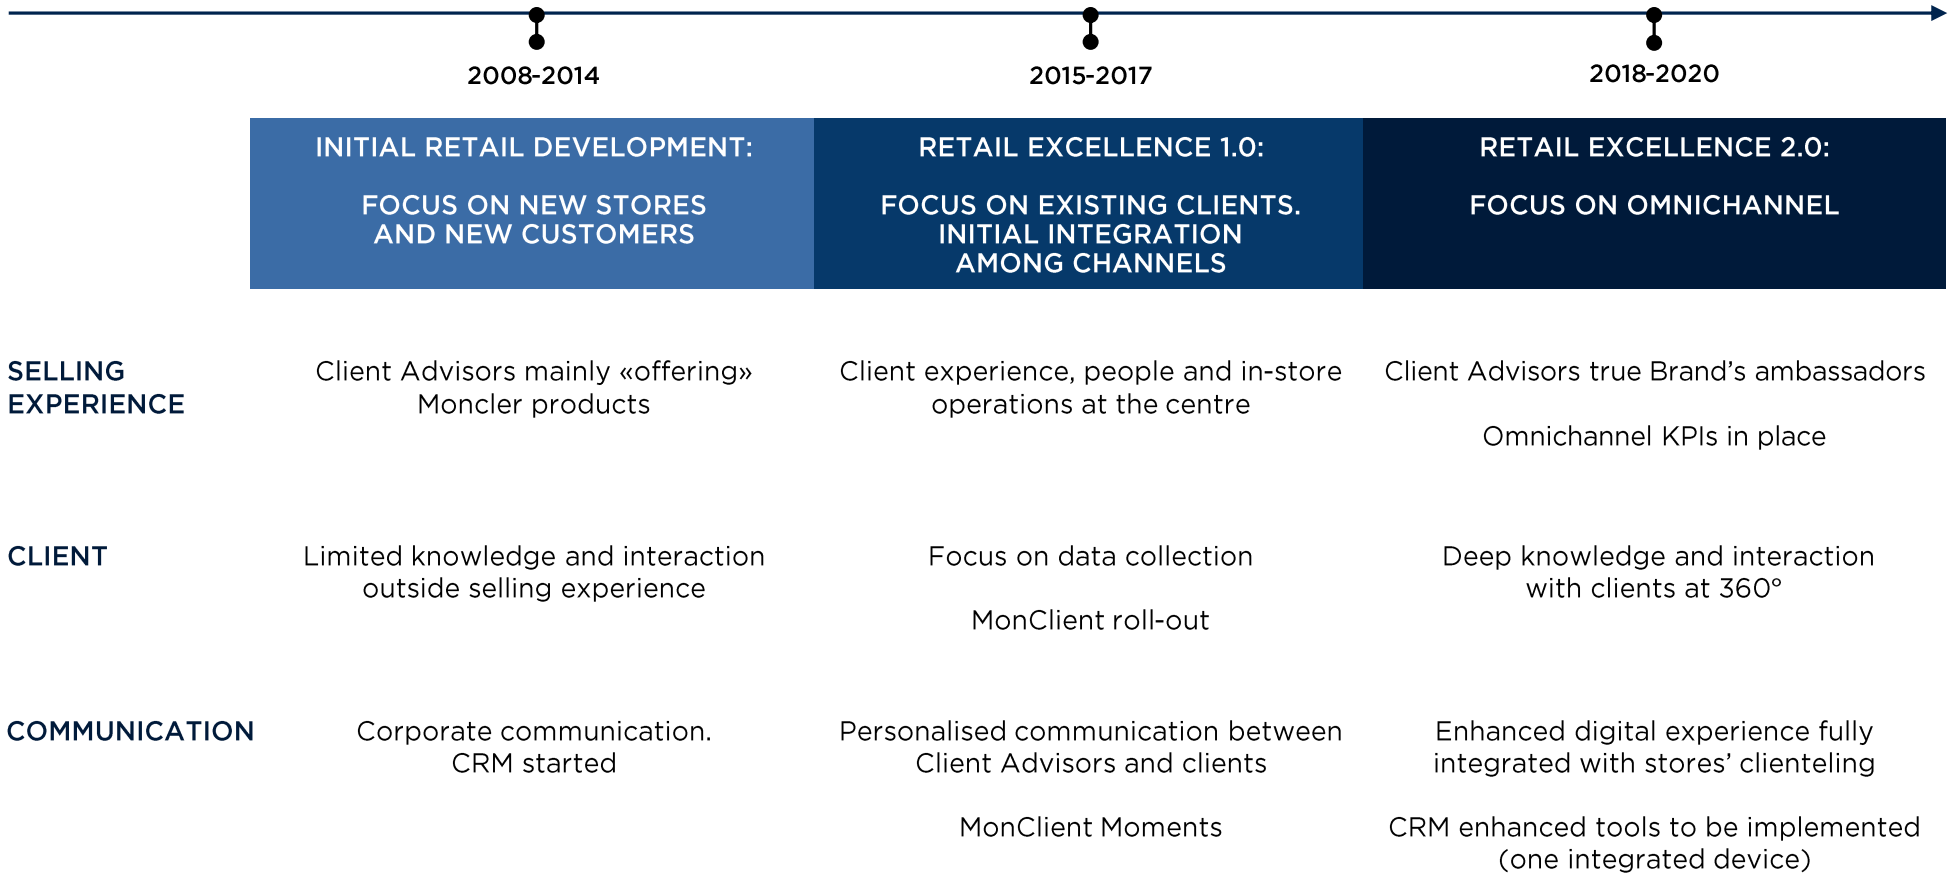 2008-2014
2015-2017
2018-2020
INITIAL RETAIL DEVELOPMENT:
FOCUS ON NEW STORES
AND NEW CUSTOMERS
RETAIL EXCELLENCE 1.0:
FOCUS ON EXISTING CLIENTS.
INITIAL INTEGRATION
AMONG CHANNELS
RETAIL EXCELLENCE 2.0:
FOCUS ON OMNICHANNEL
SELLING
EXPERIENCE
Client Advisors mainly «offering»
Moncler products
Client experience, people and in-store
operations at the centre
Client Advisors true Brand’s ambassadors
Omnichannel KPIs in place
CLIENT
Limited knowledge and interaction
outside selling experience
Focus on data collection
MonClient roll-out
Deep knowledge and interaction
with clients at 360°
COMMUNICATION
Corporate communication.
CRM started
Personalised communication between
Client Advisors and clients
MonClient Moments
Enhanced digital experience fully
integrated with stores’ clienteling
CRM enhanced tools to be implemented
(one integrated device)